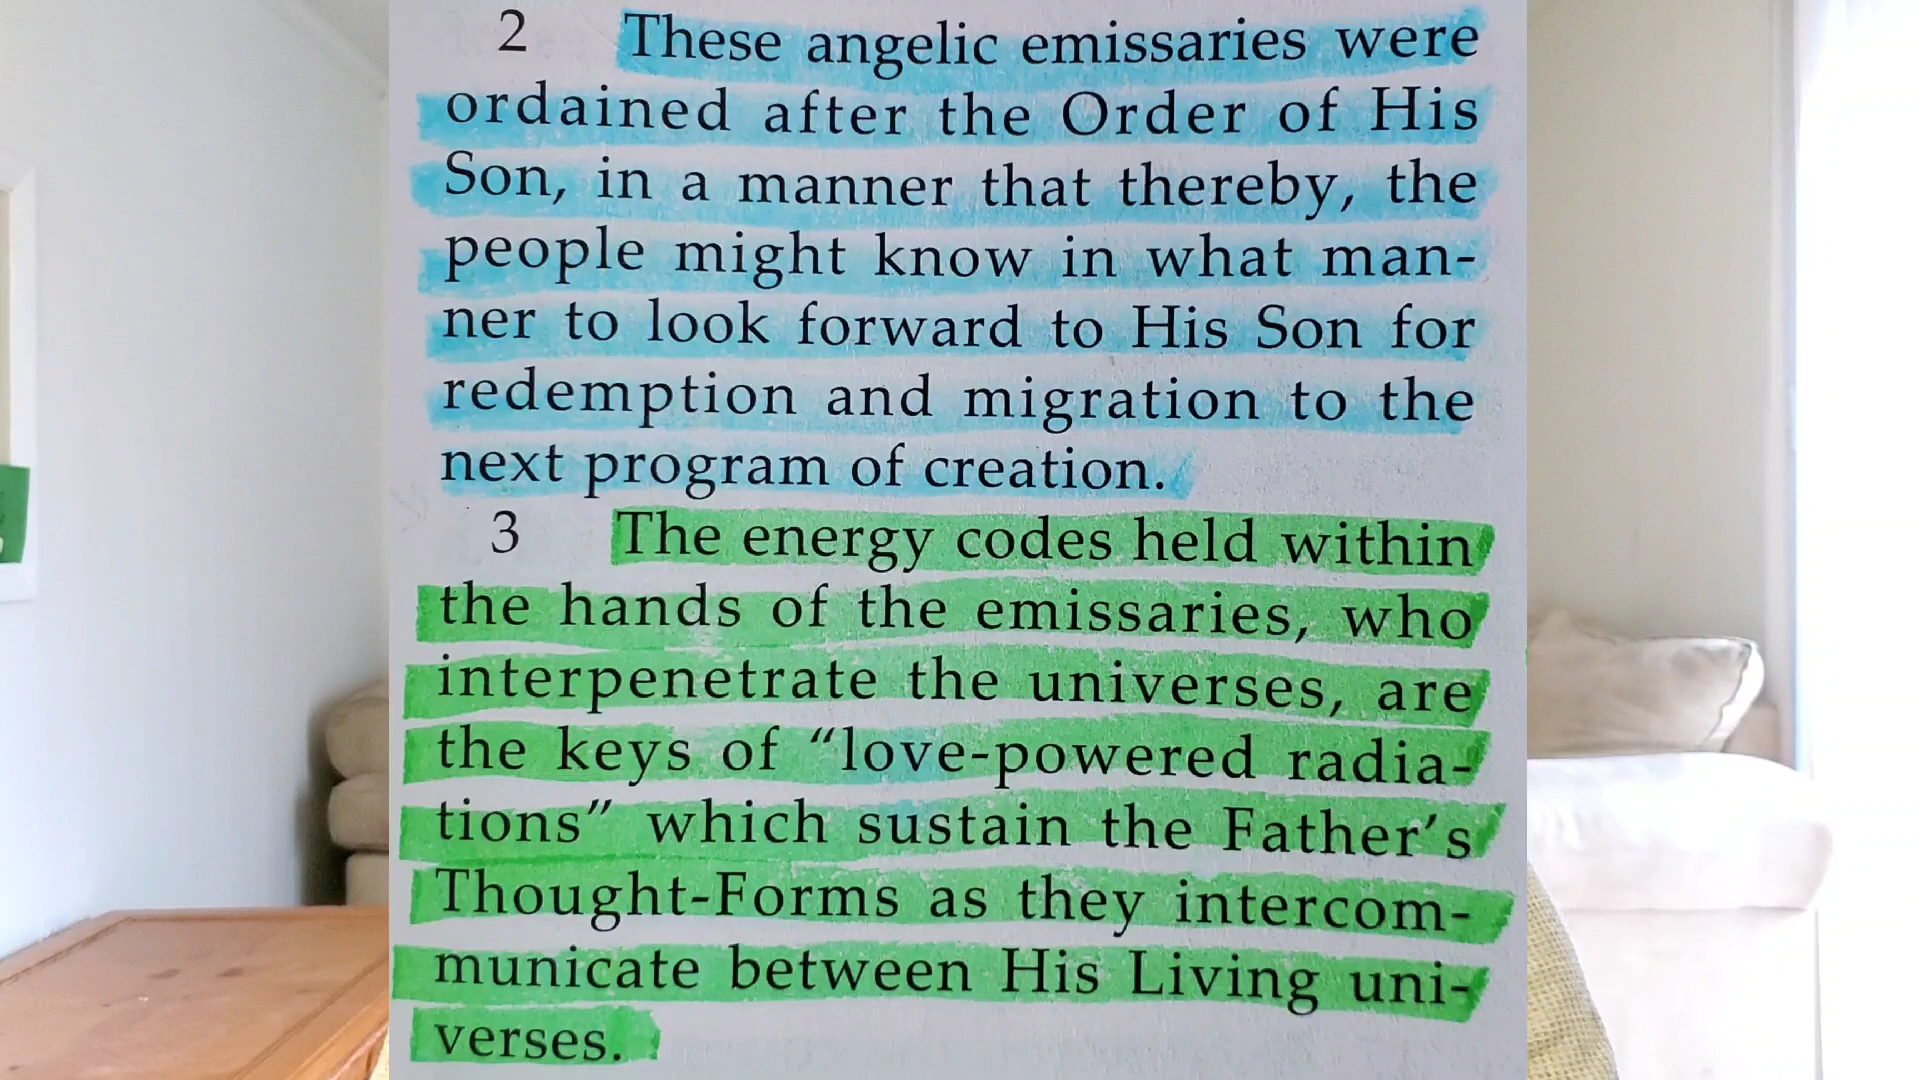 2 These angelic emissaries were
ordained after the Order of His
Son, in a manner that thereby, the
people might know in what man-
ner to look forward to His Son for
redemption and migration to the
next program of creation.
3 The energy codes held within
the hands of the emissaries, who
interpenetrate the universes, are
the keys of “love-powered radia-
tions” which sustain the Father’s
Thought-Forms as they intercom-
municate between His Living uni-
verses.